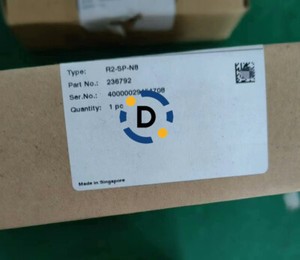 Type: R2-SP-N8
Part No.: 236792
Ser.No.:
Quantity: 1 pc
D
Made in Singapore